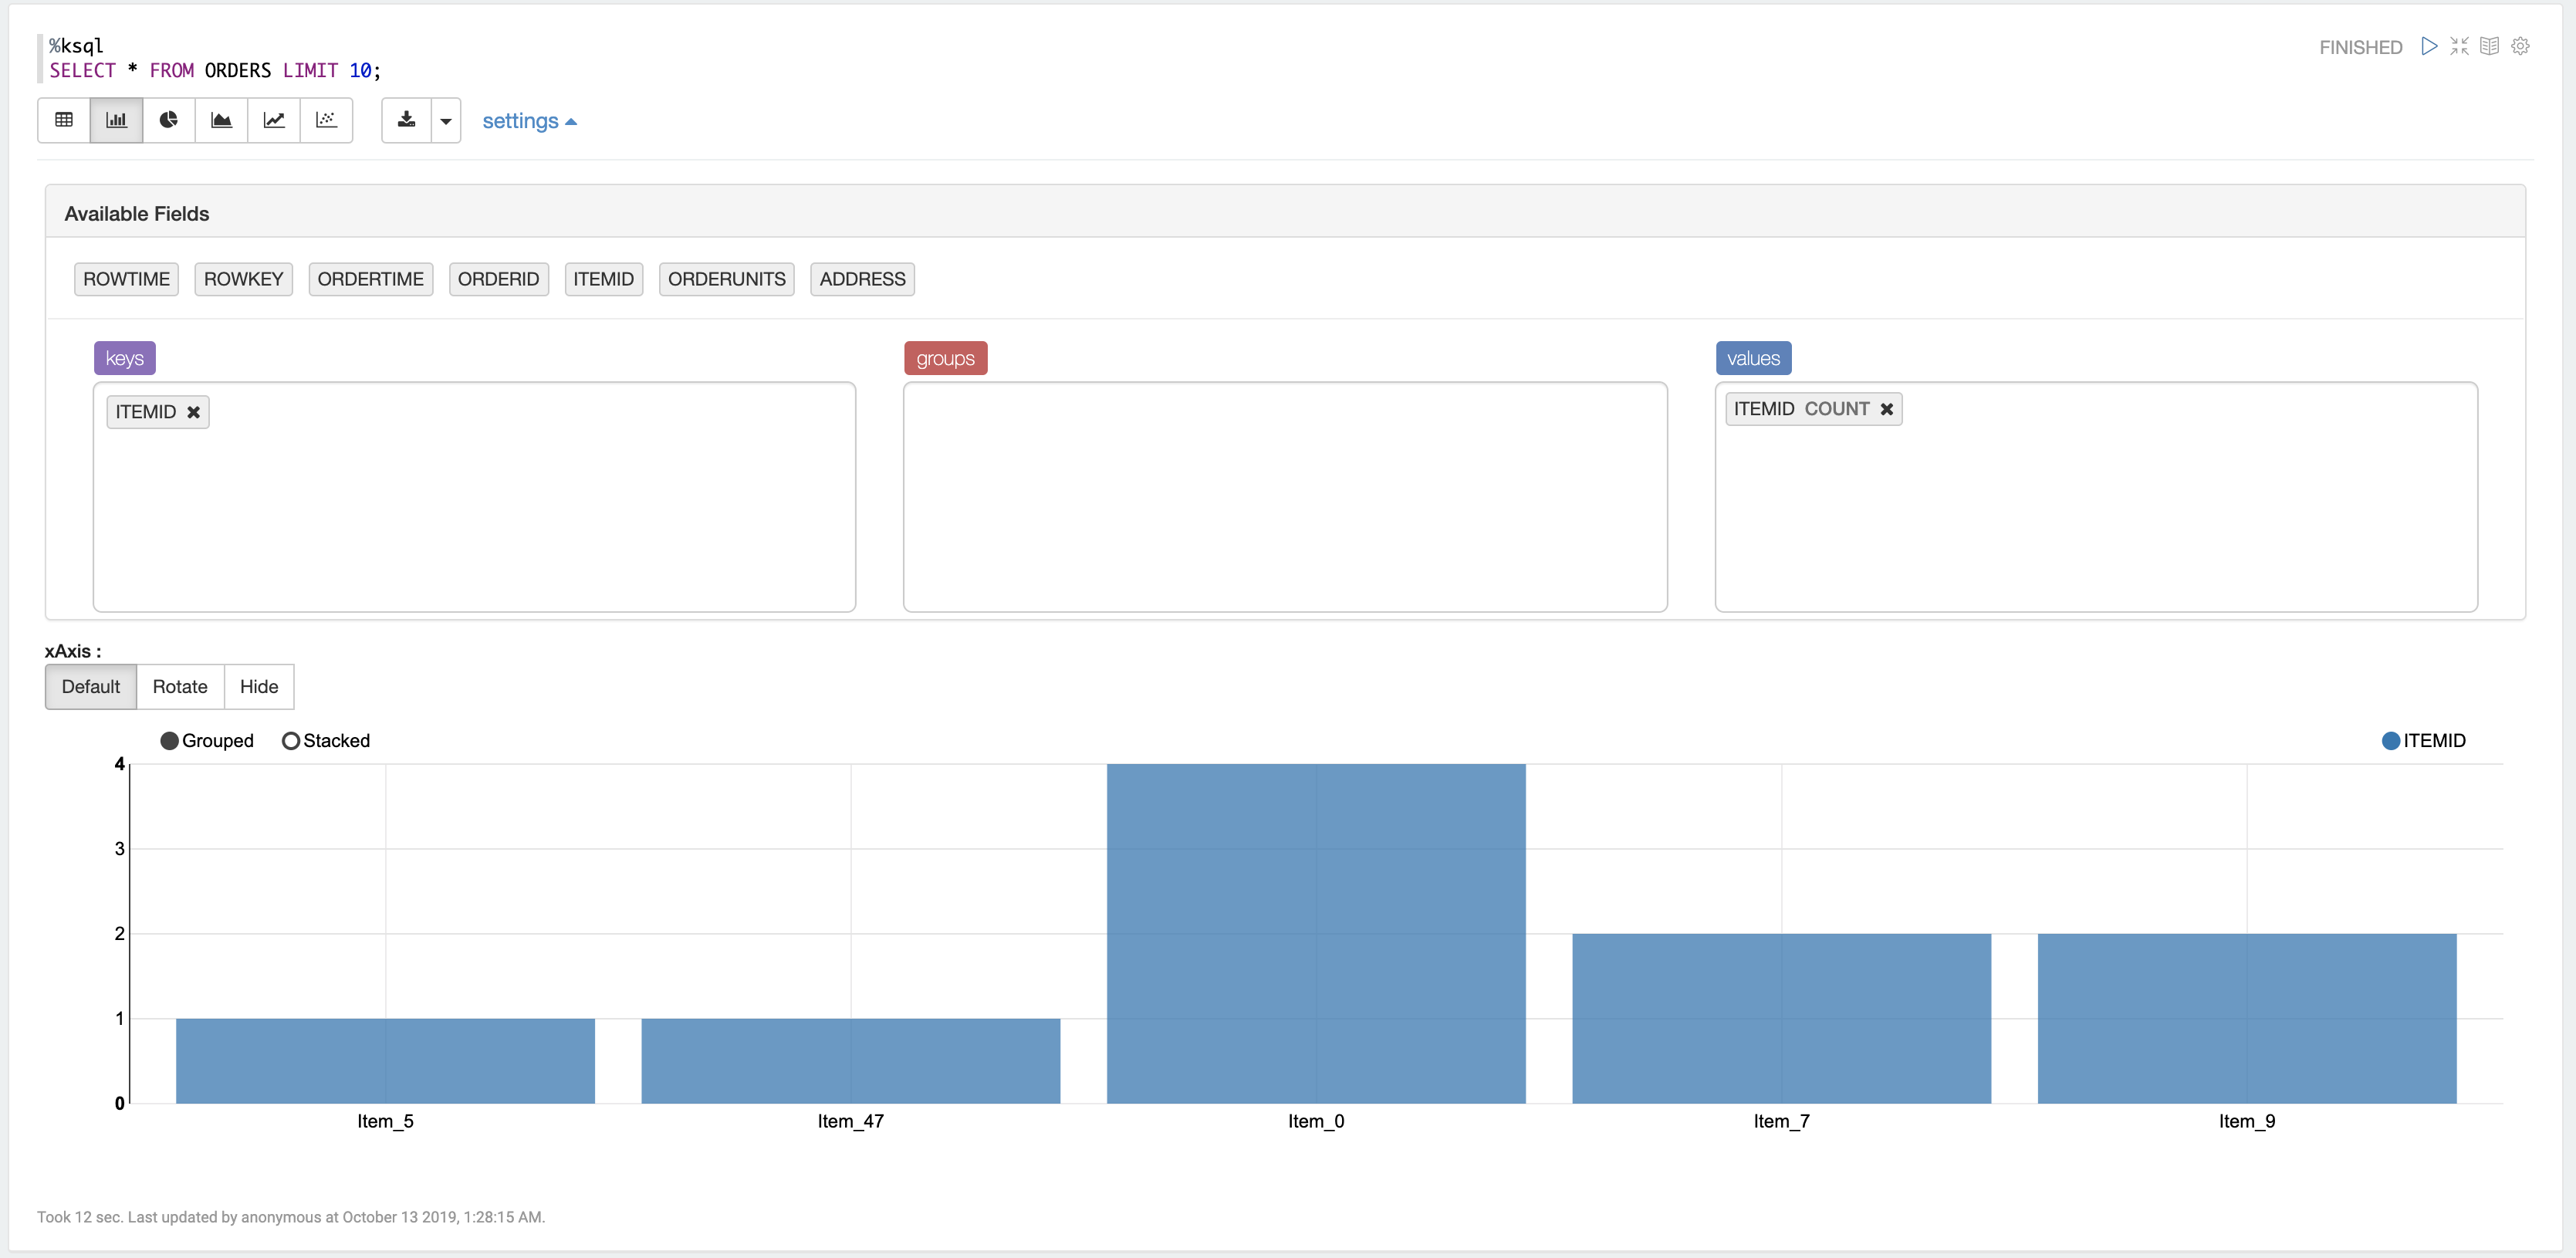 %ksql
SELECT * FROM ORDERS LIMIT 10;
FINISHED
settings
Available Fields
ROWTIME ROWKEY ORDERTIME ORDERID ITEMID ORDERUNITS ADDRESS
keys groups values
ITEMID ITEMID COUNT
xAxis :
Default Rotate Hide
Grouped Stacked ITEMID
4
3
2
1
0
Item_5 Item_47 Item_0 Item_7 Item_9
Took 12 sec. Last updated by anonymous at October 13 2019, 1:28:15 AM.